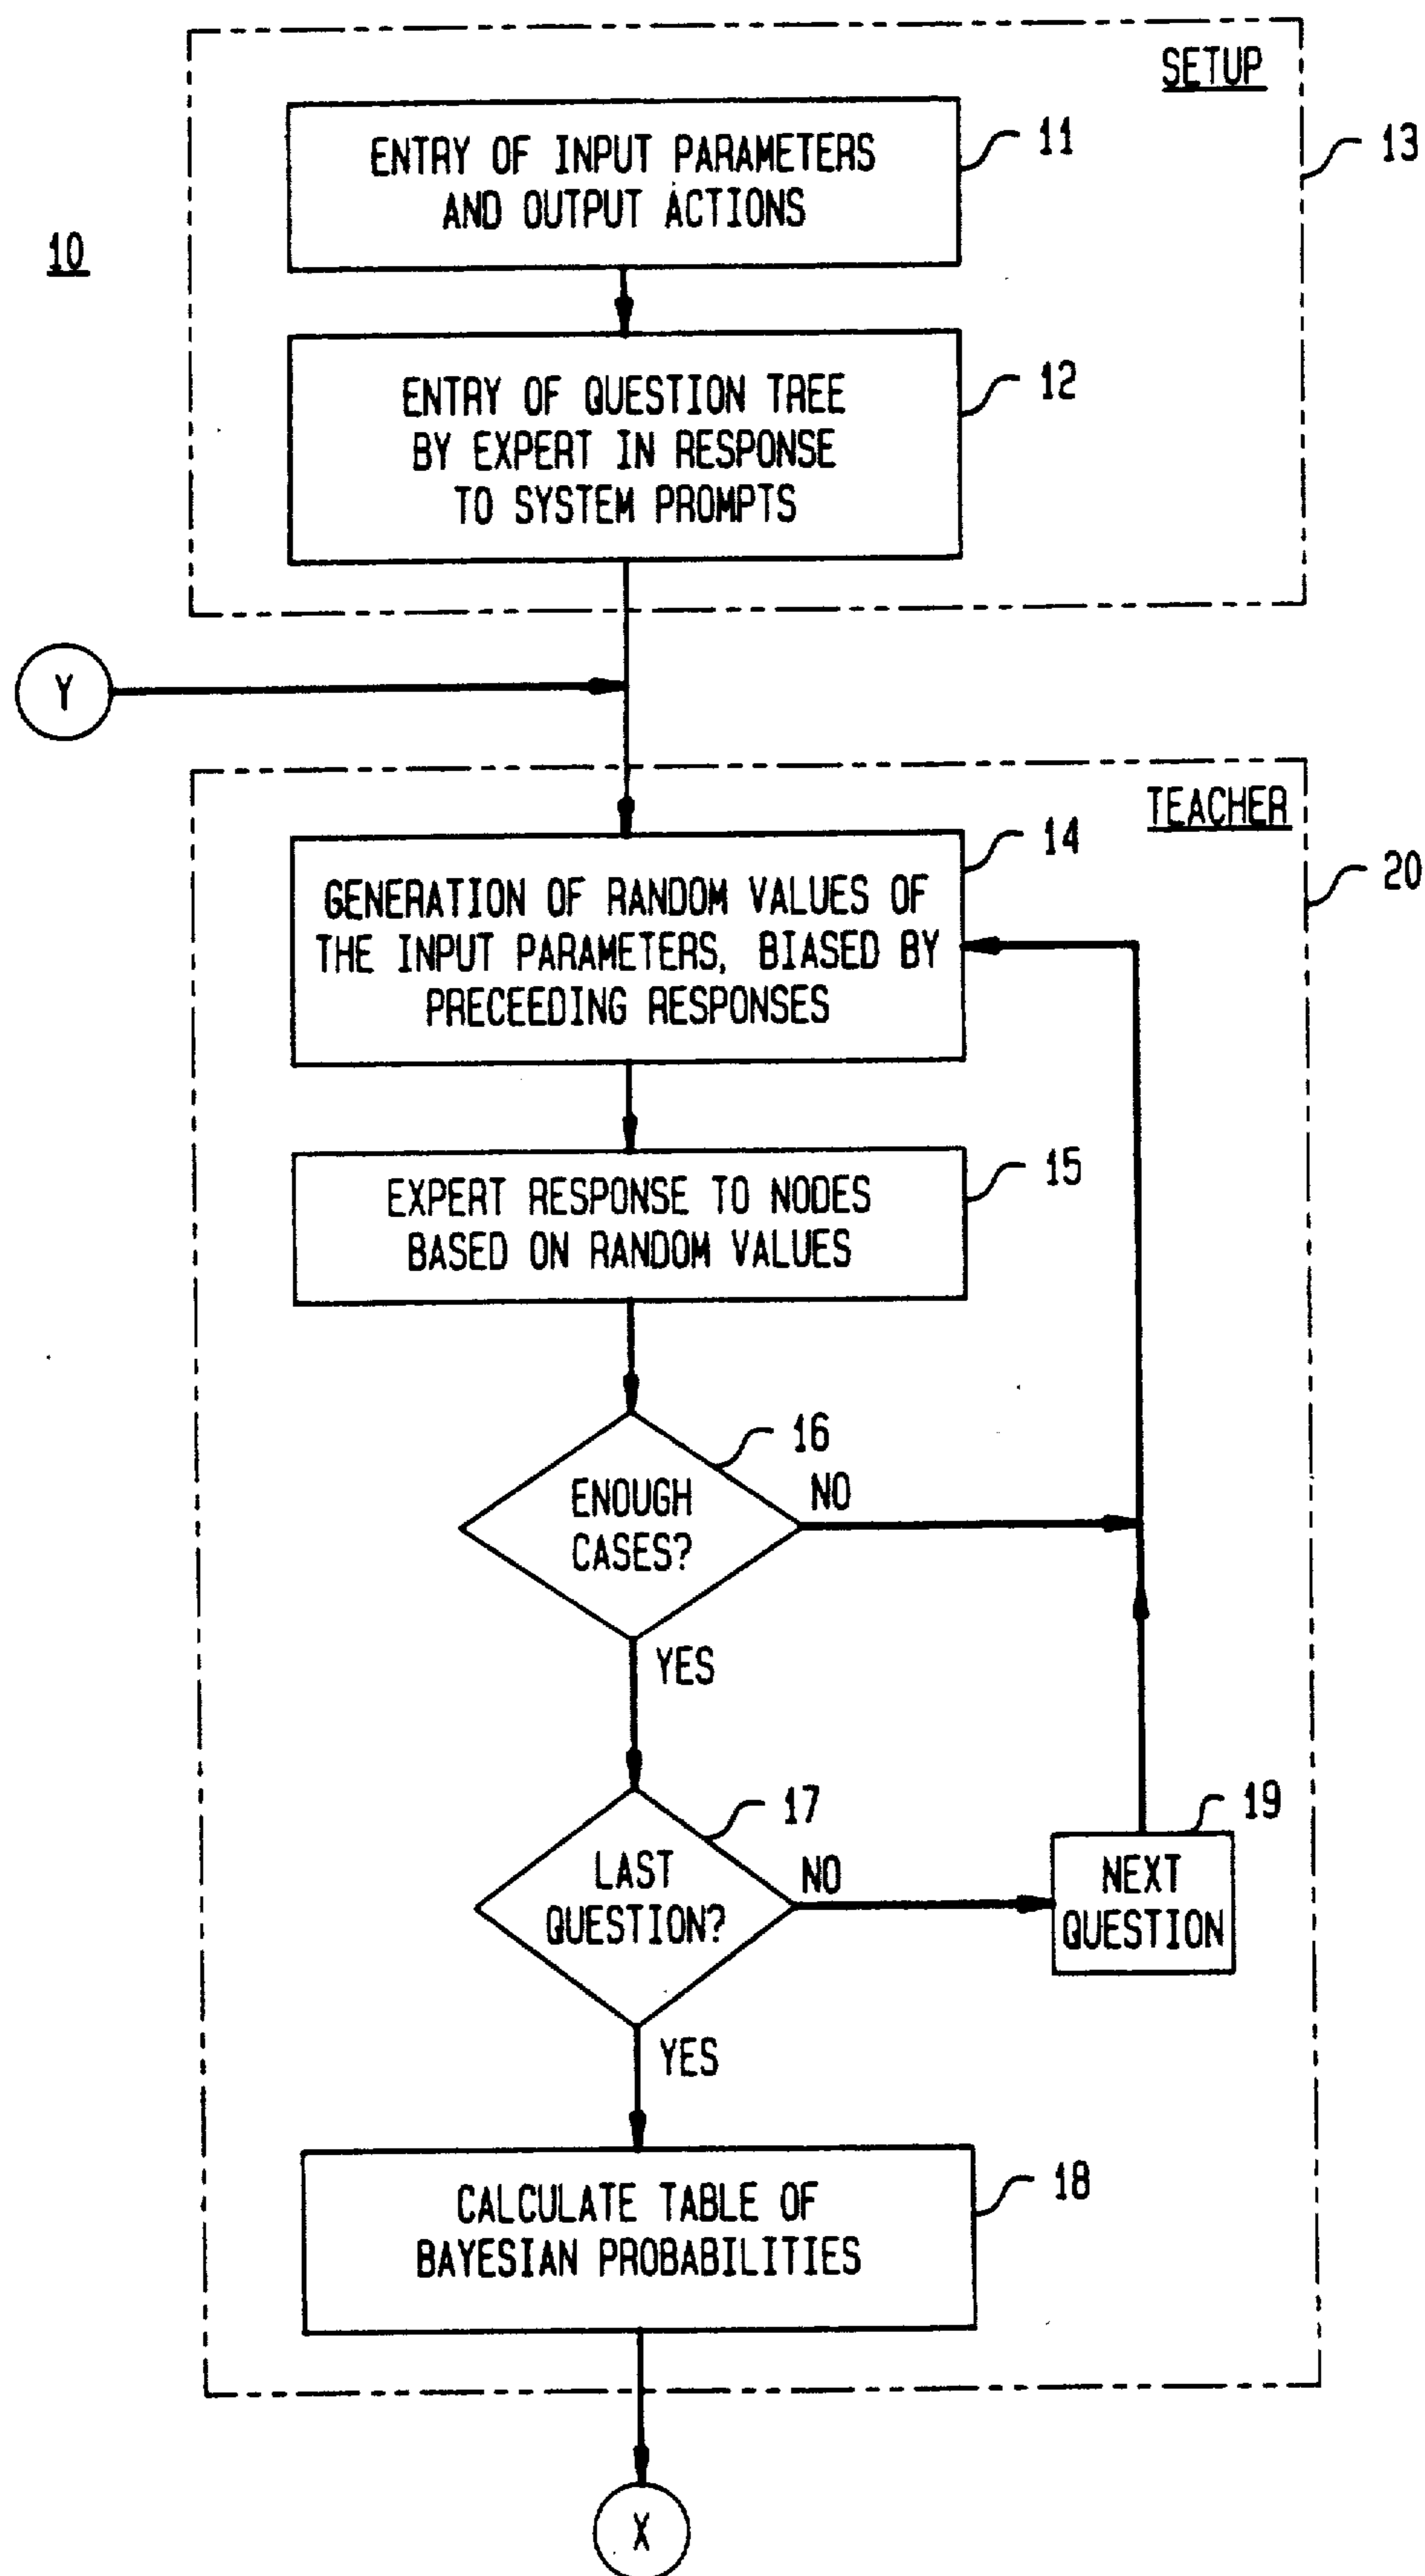 SETUP
11
ENTRY OF INPUT PARAMETERS
AND OUTPUT ACTIONS
13
10
12
ENTRY OF QUESTION TREE
BY EXPERT IN RESPONSE
TO SYSTEM PROMPTS
Y
TEACHER
14
20
GENERATION OF RANDOM VALUES OF
THE INPUT PARAMETERS, BIASED BY
PRECEEDING RESPONSES
15
EXPERT RESPONSE TO NODES
BASED ON RANDOM VALUES
16
NO
ENOUGH
CASES?
YES
17
19
LAST
QUESTION?
NO
NEXT
QUESTION
YES
18
CALCULATE TABLE OF
BAYESIAN PROBABILITIES
X